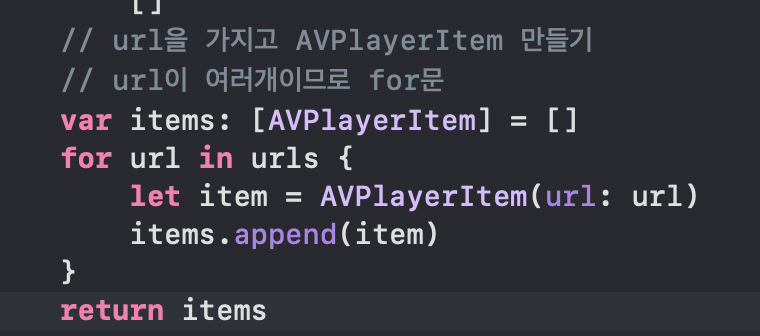 []
// url을 가지고 AVPlayerItem 만들기
// url이 여러개이므로 for문
var items: [AVPlayerItem] = []
for url in urls {
let item = AVPlayerItem(url: url)
items.append(item)
}
return items